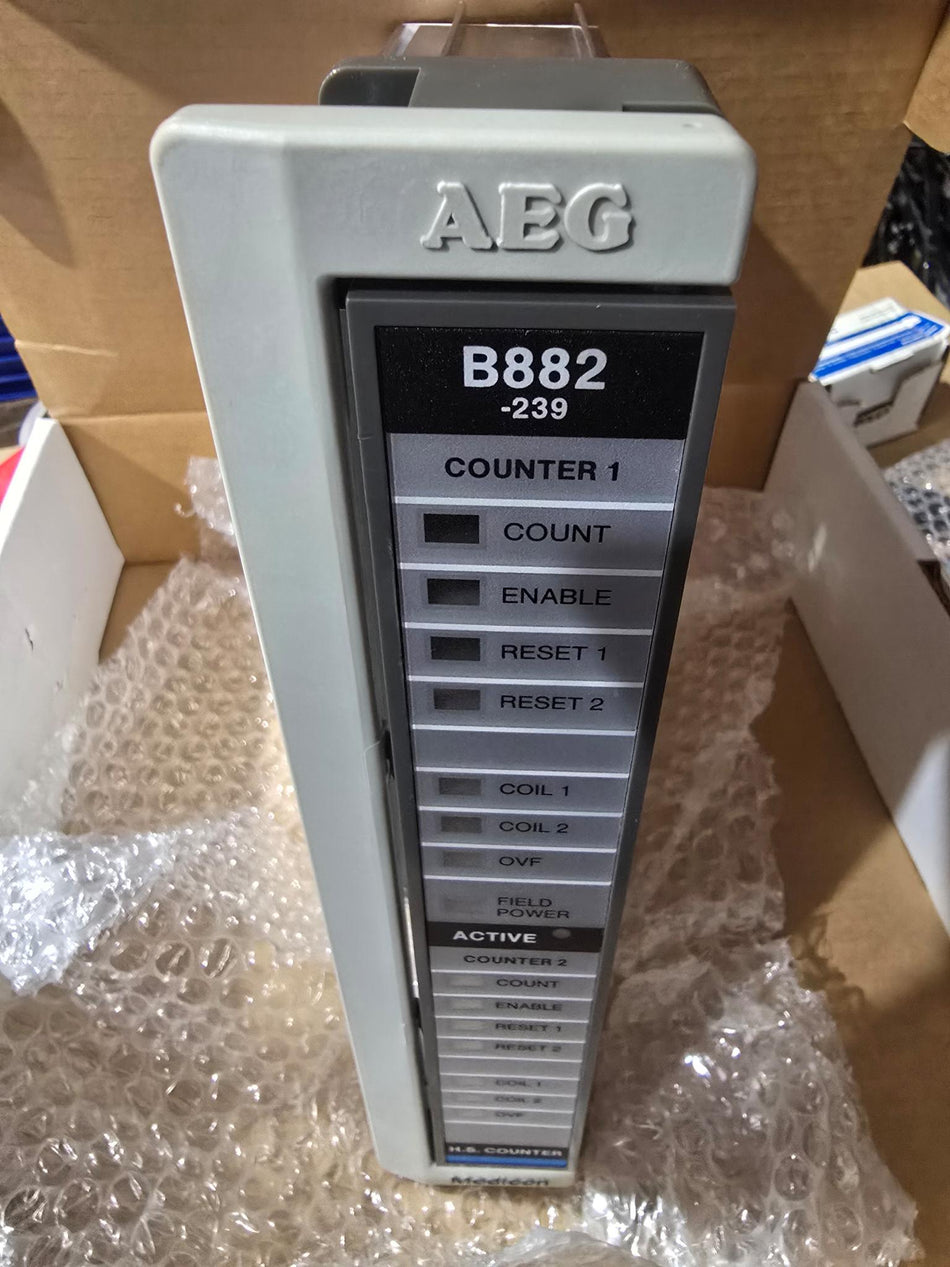 AEG
B882
-239
COUNTER 1
COUNT
ENABLE
RESET 1
RESET 2
COIL 1
COIL 2
OVF
FIELD
POWER
ACTIVE
COUNTER 2
COUNT
ENABLE
RESET 1
RESET 2
COIL 1
COIL 2
OVF
H.S. COUNTER
Modicon